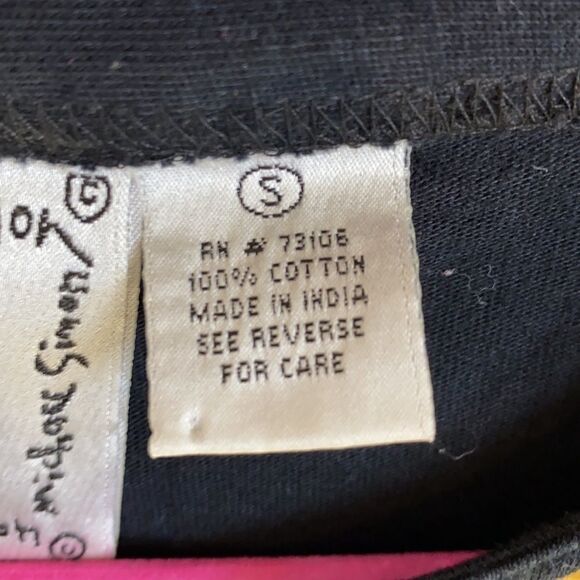 S
RN # 73106
100% COTTON
MADE IN INDIA
SEE REVERSE
FOR CARE
michael Simon
©